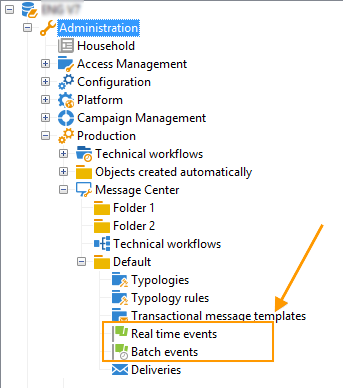 Administration
Household
Access Management
Configuration
Platform
Campaign Management
Production
Technical workflows
Objects created automatically
Message Center
Folder 1
Folder 2
Technical workflows
Default
Typologies
Typology rules
Transactional message templates
Real time events
Batch events
Deliveries